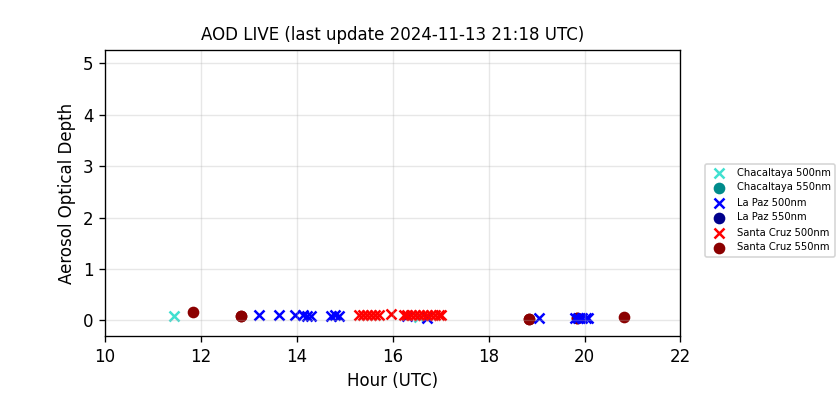 AOD LIVE (last update 2024-11-13 21:18 UTC)
5
4
3
2
1
0
Aerosol Optical Depth
10 12 14 16 18 20 22
Hour (UTC)
Chacaltaya 500nm
Chacaltaya 550nm
La Paz 500nm
La Paz 550nm
Santa Cruz 500nm
Santa Cruz 550nm